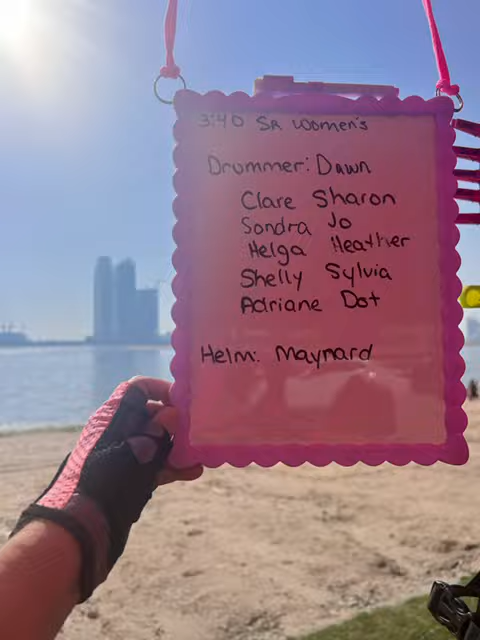 3:40 SR Women's
Drummer: Dawn
Clare Sharon
Sondra Jo
Helga Heather
Shelly Sylvia
Adriane Dot
Helm: Maynard